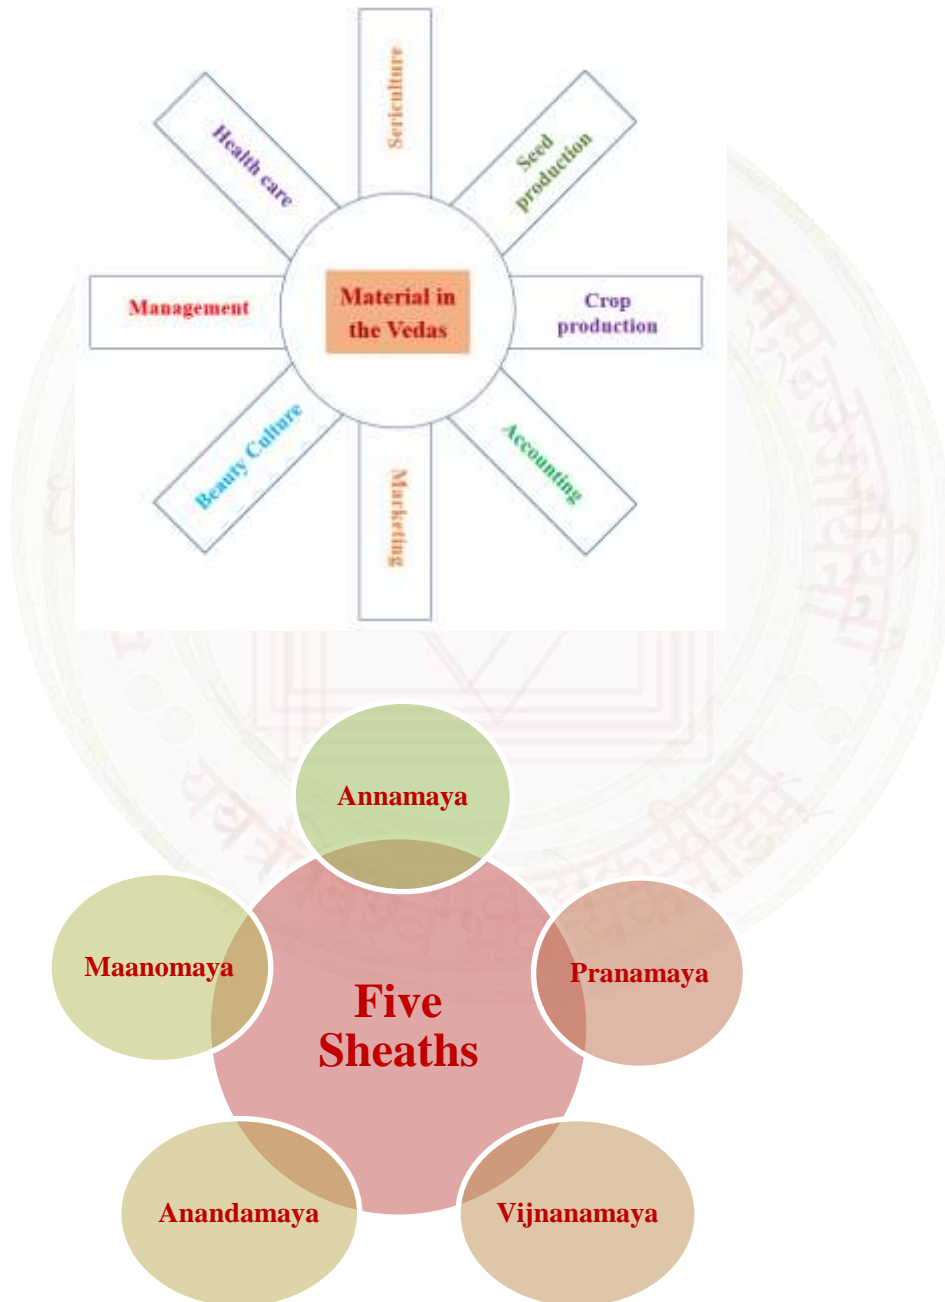 Sericulture
Seed
production
Health care
Material in
the Vedas
Management
Crop
production
Beauty Culture
Accounting
Marketing
Annamaya
Maanomaya
Pranamaya
Five
Sheaths
Anandamaya
Vijnanamaya